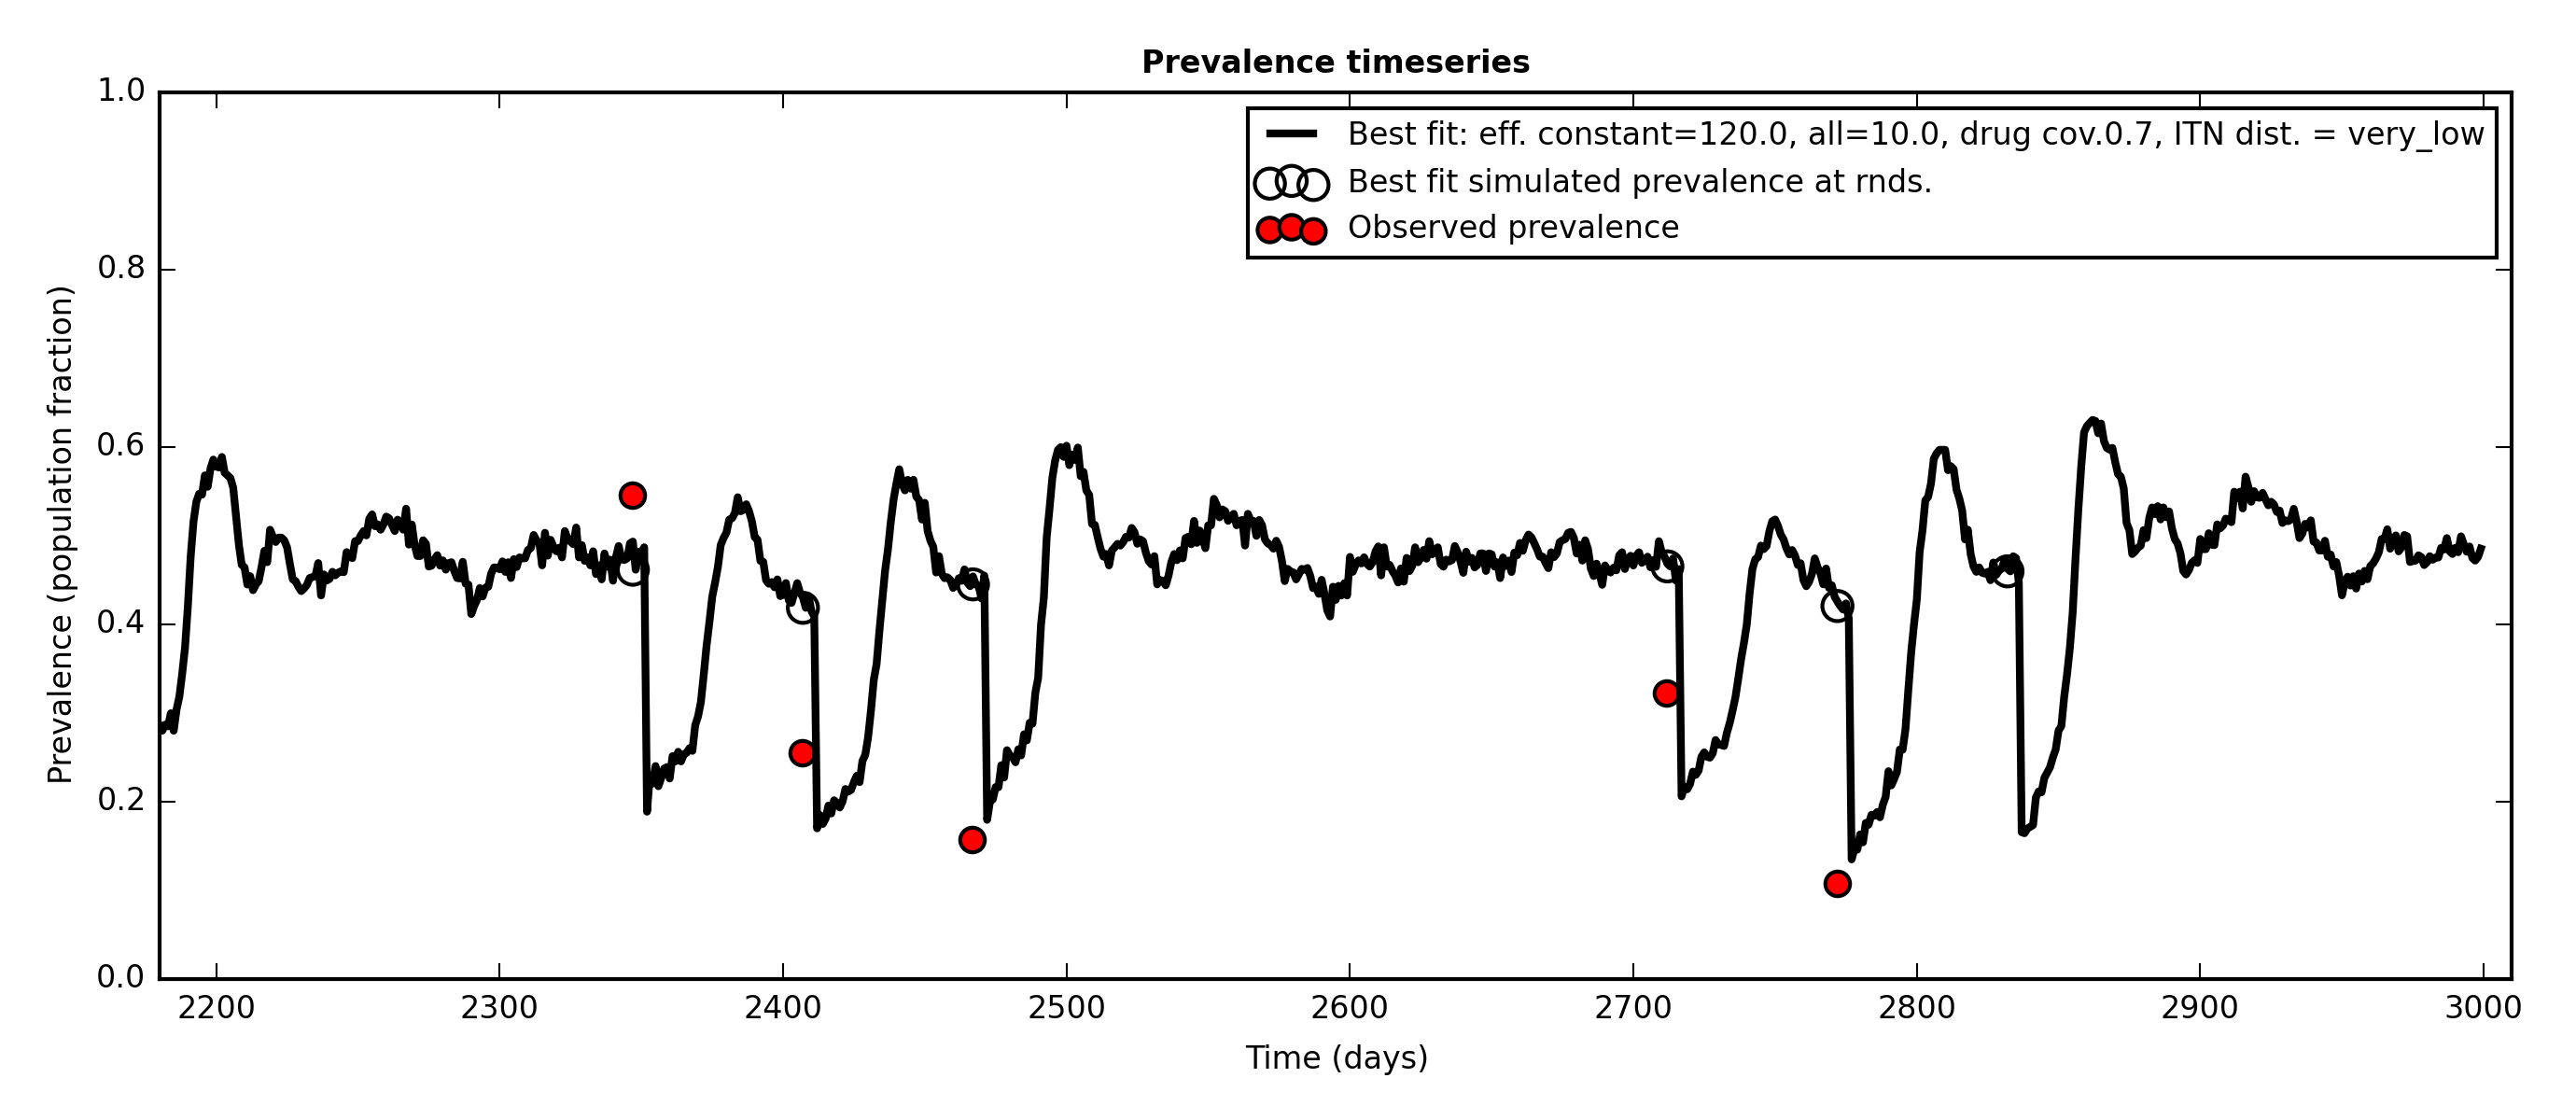 Prevalence timeseries
1.0
0.8
0.6
0.4
0.2
0.0
Prevalence (population fraction)
Best fit: eff. constant=120.0, all=10.0, drug cov.0.7, ITN dist. = very_low
Best fit simulated prevalence at rnds.
Observed prevalence
2200 2300 2400 2500 2600 2700 2800 2900 3000
Time (days)